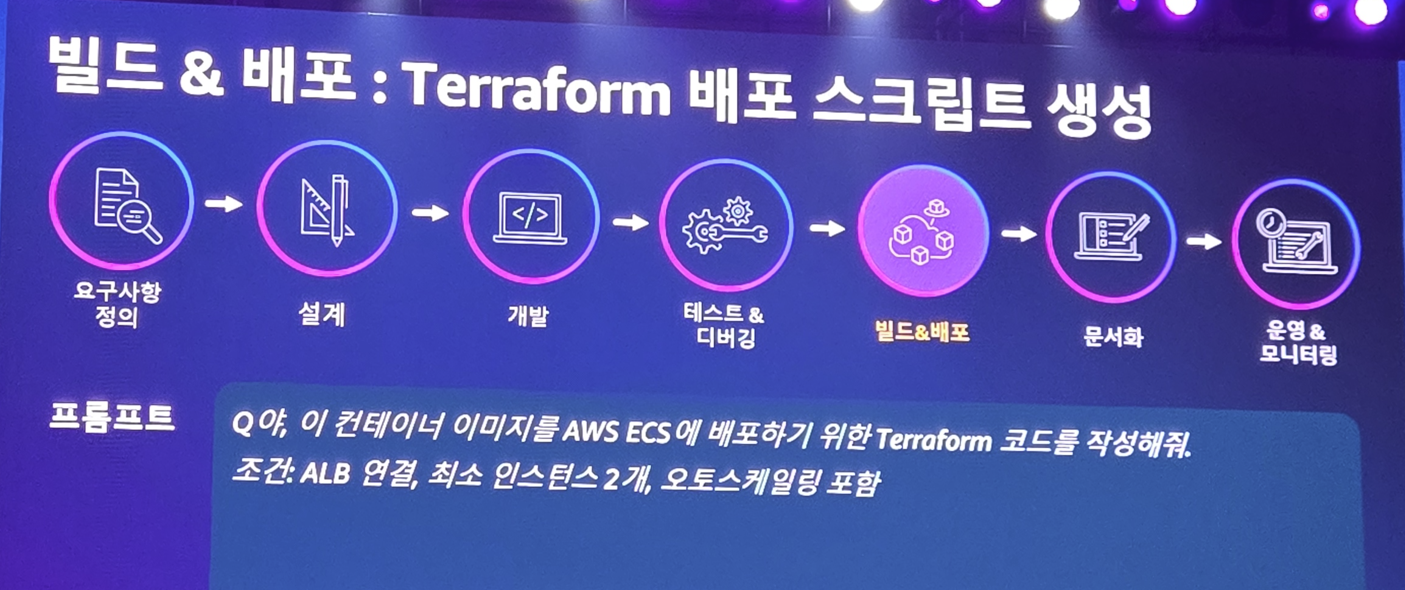 빌드 & 배포 : Terraform 배포 스크립트 생성
</>
요구사항
정의
설계
개발
테스트 &
디버깅
빌드&배포
문서화
운영 &
모니터링
프롬프트
Q야, 이 컨테이너 이미지를 AWS ECS에 배포하기 위한 Terraform 코드를 작성해줘.
조건: ALB 연결, 최소 인스턴스 2개, 오토스케일링 포함